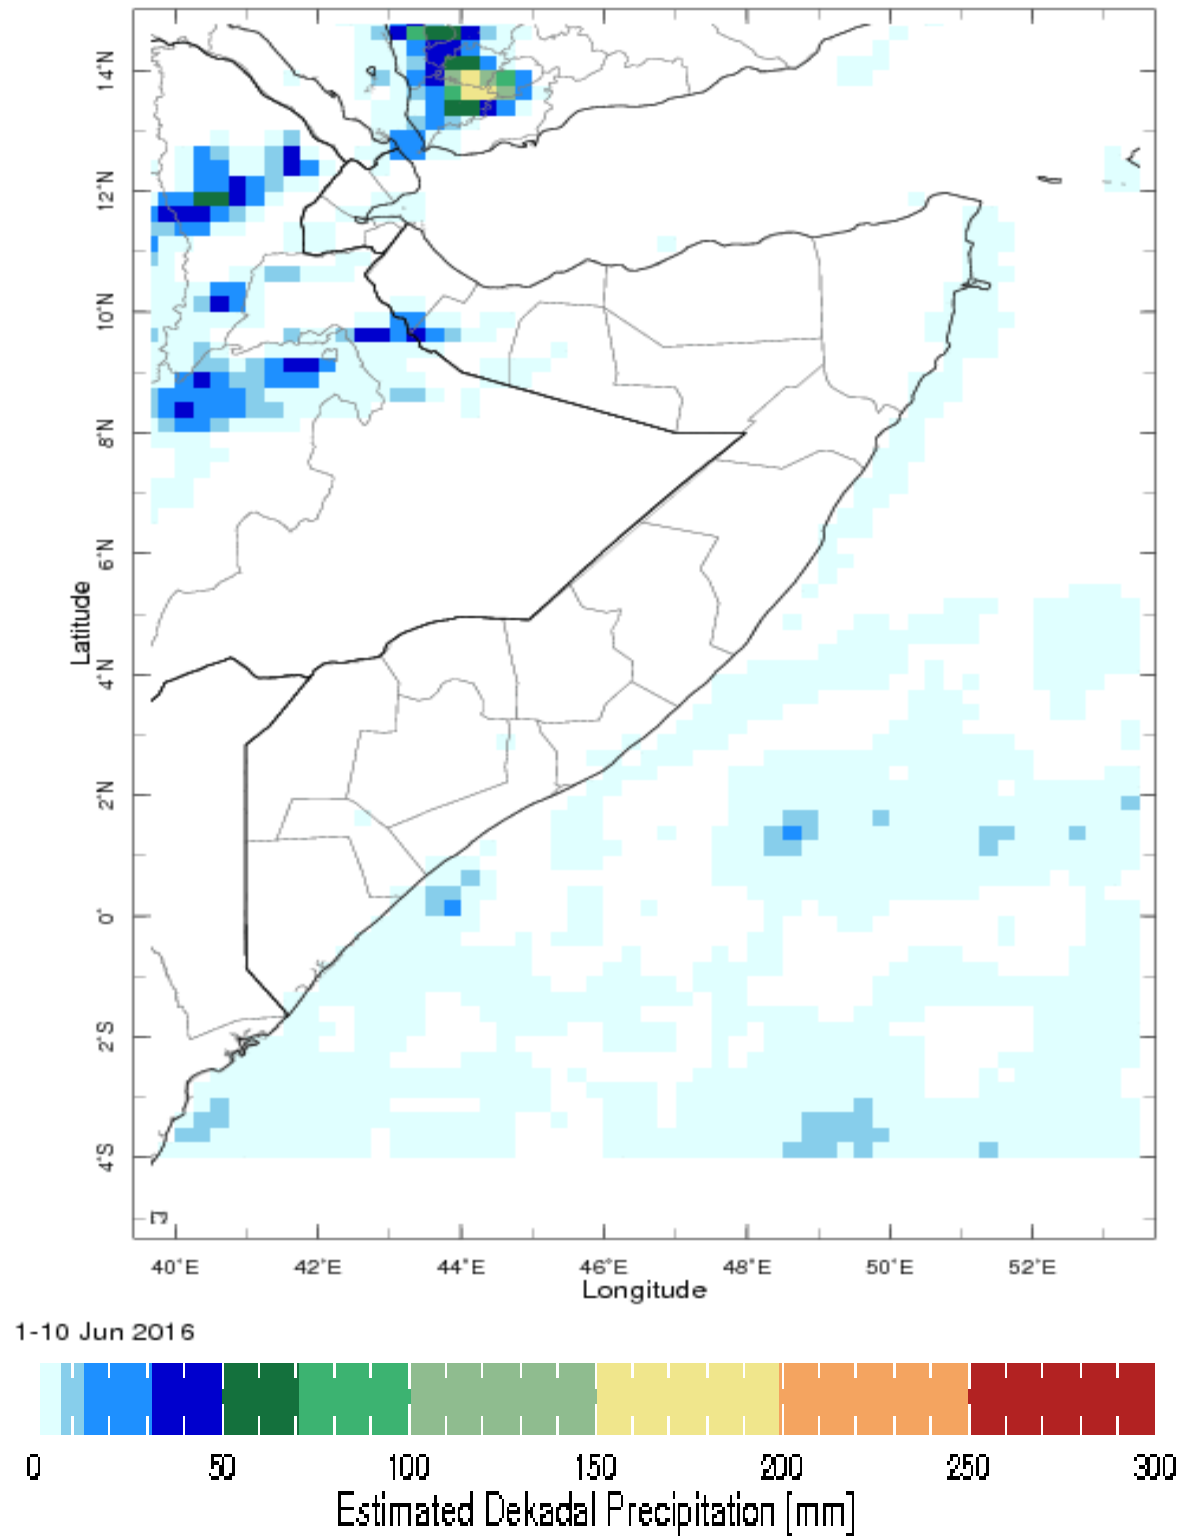 14°N
12°N
10°N
8°N
6°N
4°N
2°N
0°
2°S
4°S
Latitude
40°E 42°E 44°E 46°E 48°E 50°E 52°E
Longitude
1-10 Jun 2016
0 50 100 150 200 250 300
Estimated Dekadal Precipitation [mm]